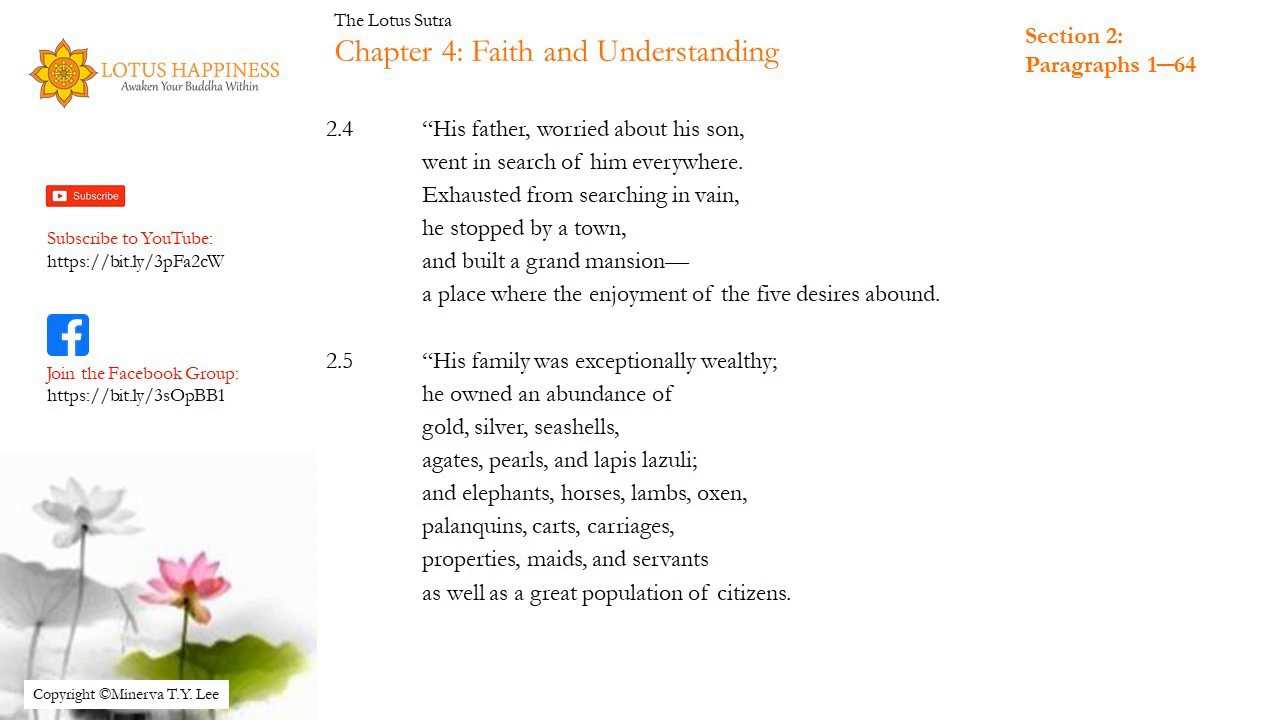 The Lotus Sutra
Chapter 4: Faith and Understanding
Section 2:
Paragraphs 1—64
LOTUS HAPPINESS
Awaken Your Buddha Within
Subscribe
Subscribe to YouTube:
https://bit.ly/3pFa2cW
Join the Facebook Group:
https://bit.ly/3sOpBB1
2.4 “His father, worried about his son,
went in search of him everywhere.
Exhausted from searching in vain,
he stopped by a town,
and built a grand mansion—
a place where the enjoyment of the five desires abound.
2.5 “His family was exceptionally wealthy;
he owned an abundance of
gold, silver, seashells,
agates, pearls, and lapis lazuli;
and elephants, horses, lambs, oxen,
palanquins, carts, carriages,
properties, maids, and servants
as well as a great population of citizens.
Copyright ©Minerva T.Y. Lee